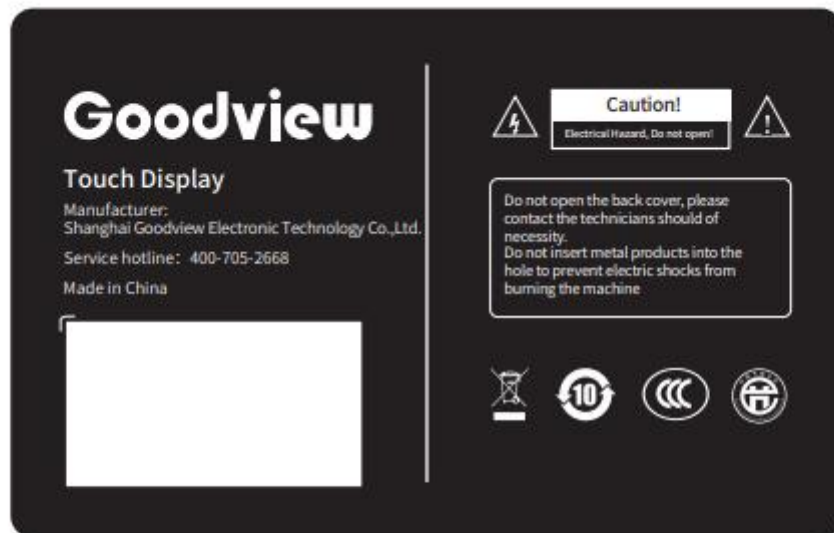 Goodview
Touch Display
Manufacturer:
Shanghai Goodview Electronic Technology Co.,Ltd.
Service hotline：400-705-2668
Made in China
Caution!
Electrical Hazard, Do not open!
Do not open the back cover, please
contact the technicians should of
necessity.
Do not insert metal products into the
hole to prevent electric shocks from
burning the machine
10
CCC